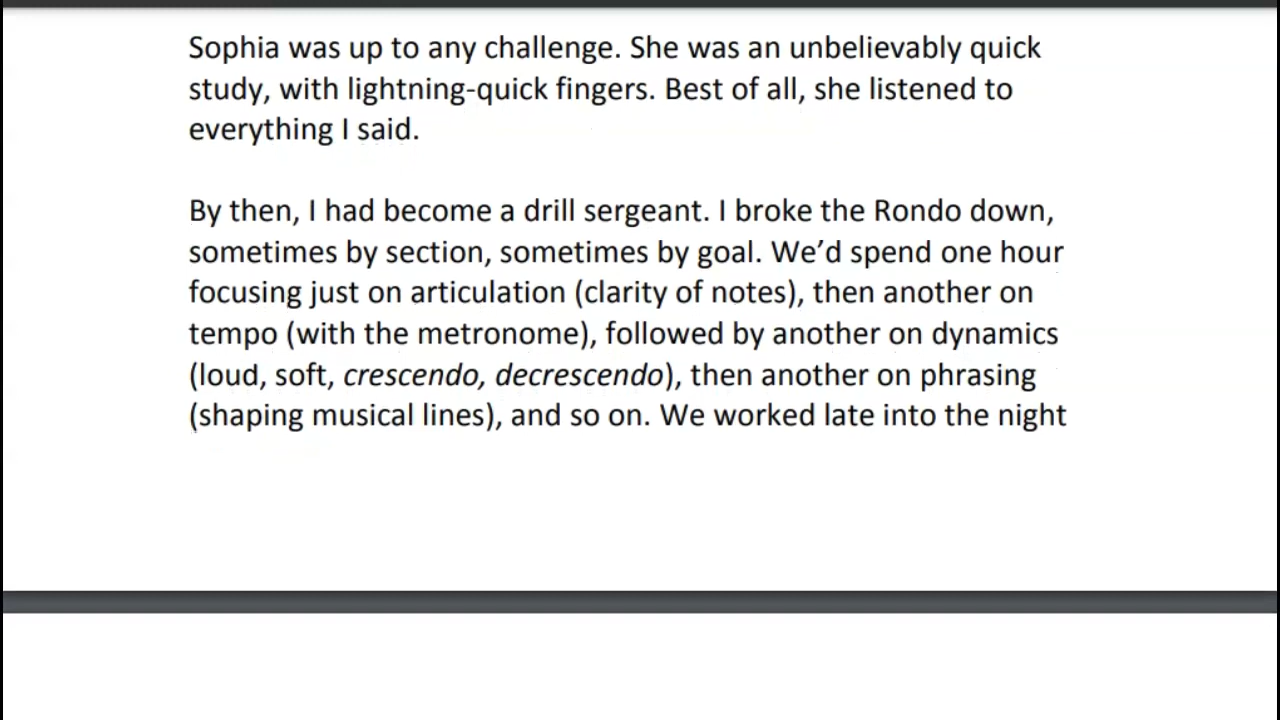 Sophia was up to any challenge. She was an unbelievably quick
study, with lightning-quick fingers. Best of all, she listened to
everything I said.
By then, I had become a drill sergeant. I broke the Rondo down,
sometimes by section, sometimes by goal. We’d spend one hour
focusing just on articulation (clarity of notes), then another on
tempo (with the metronome), followed by another on dynamics
(loud, soft, crescendo, decrescendo), then another on phrasing
(shaping musical lines), and so on. We worked late into the night